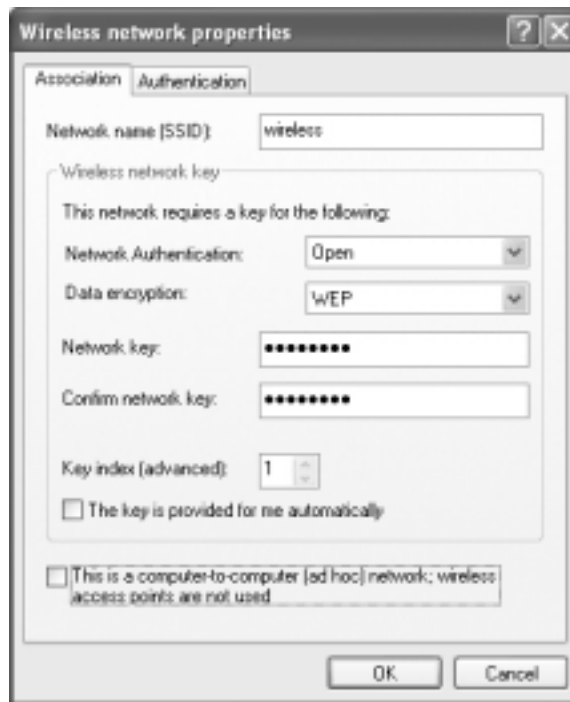 Wireless network properties
Association
Authentication
Network name (SSID):
wireless
Wireless network key
This network requires a key for the following:
Network Authentication:
Open
Data encryption:
WEP
Network key:
••••••••
Confirm network key:
••••••••
Key index (advanced):
1
The key is provided for me automatically
This is a computer-to-computer (ad hoc) network; wireless
access points are not used
OK
Cancel